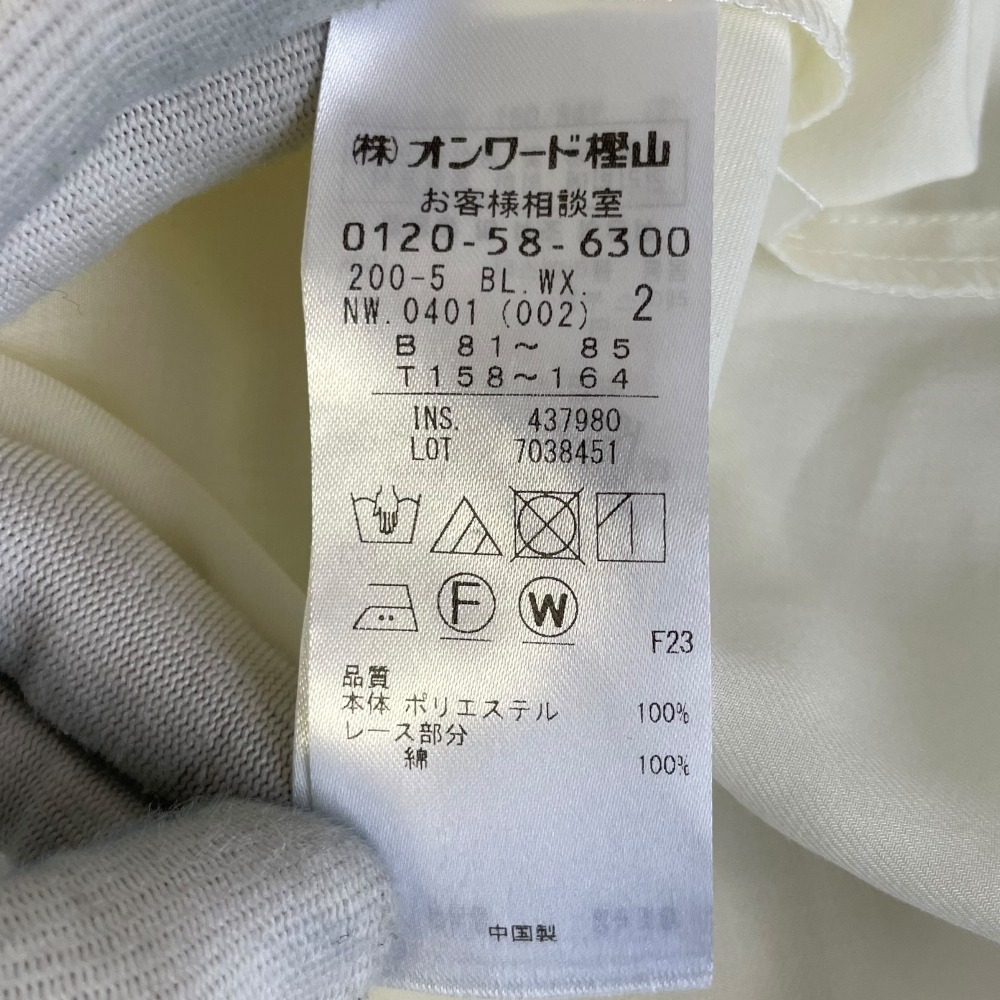 (株)オンワード樫山
お客様相談室
0120-58-6300
200-5 BL.WX.
NW.0401(002) 2
B 81～ 85
T158～164
INS. 437980
LOT 7038451
F
W
F23
品質
本体 ポリエステル 100%
レース部分
綿 100%
中国製